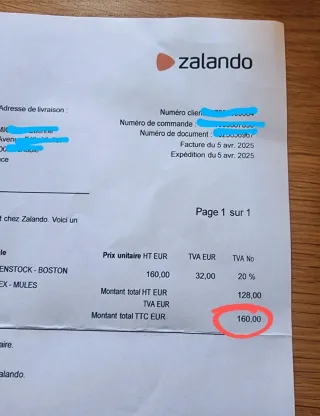 zalando
Adresse de livraison :
Numéro clien
Numéro de commande :
Numéro de document :
Facture du 5 avr. 2025
Expédition du 5 avr. 2025
nce
Page 1 sur 1
t chez Zalando. Voici un
le Prix unitaire HT EUR TVA EUR TVA No
ENSTOCK - BOSTON 160,00 32,00 20 %
EX - MULES
Montant total HT EUR 128,00
TVA EUR
Montant total TTC EUR 160,00
aire.
alando.